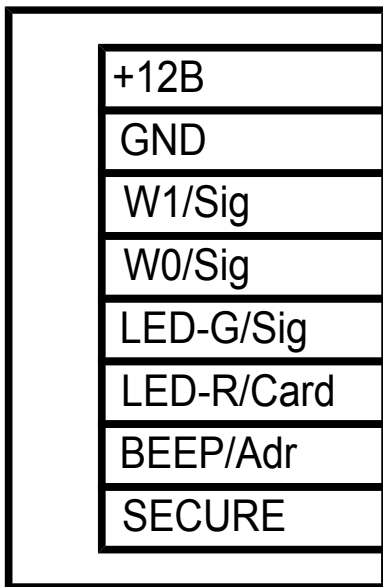 +12B
GND
W1/Sig
W0/Sig
LED-G/Sig
LED-R/Card
BEEP/Adr
SECURE